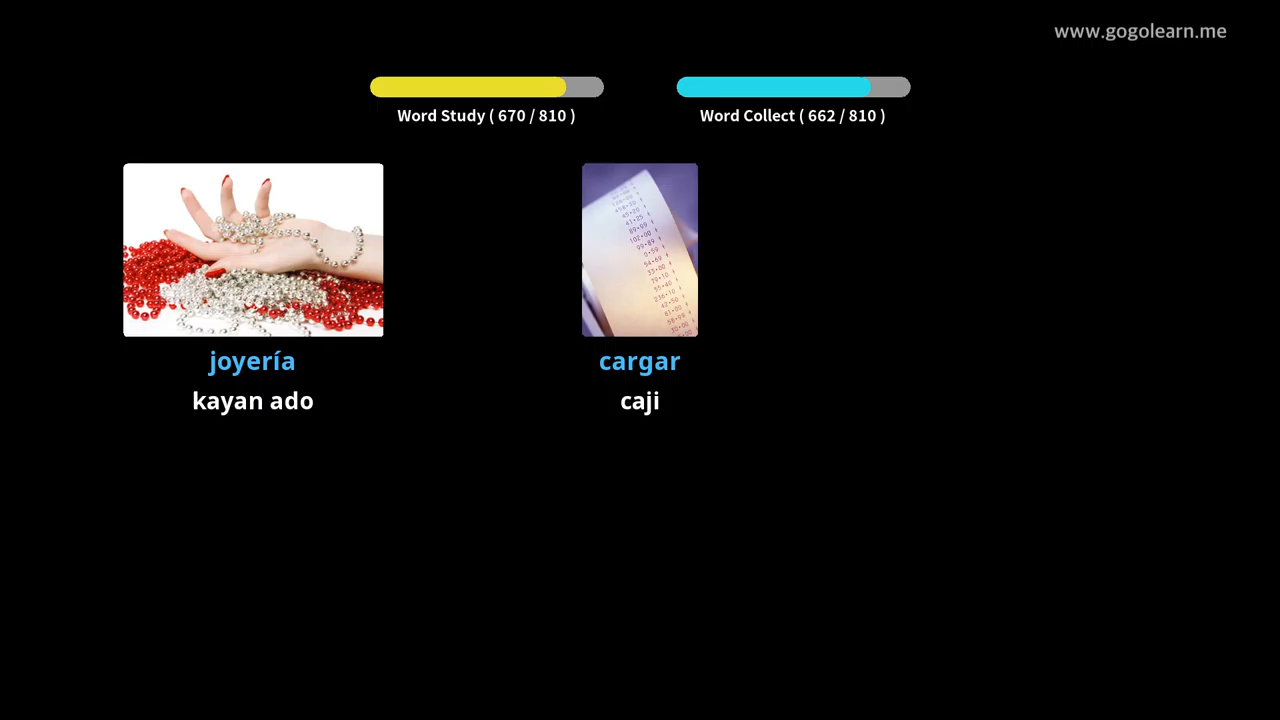 www.gogolearn.me
Word Study ( 670 / 810 )
Word Collect ( 662 / 810 )
joyería
cargar
kayan ado
caji